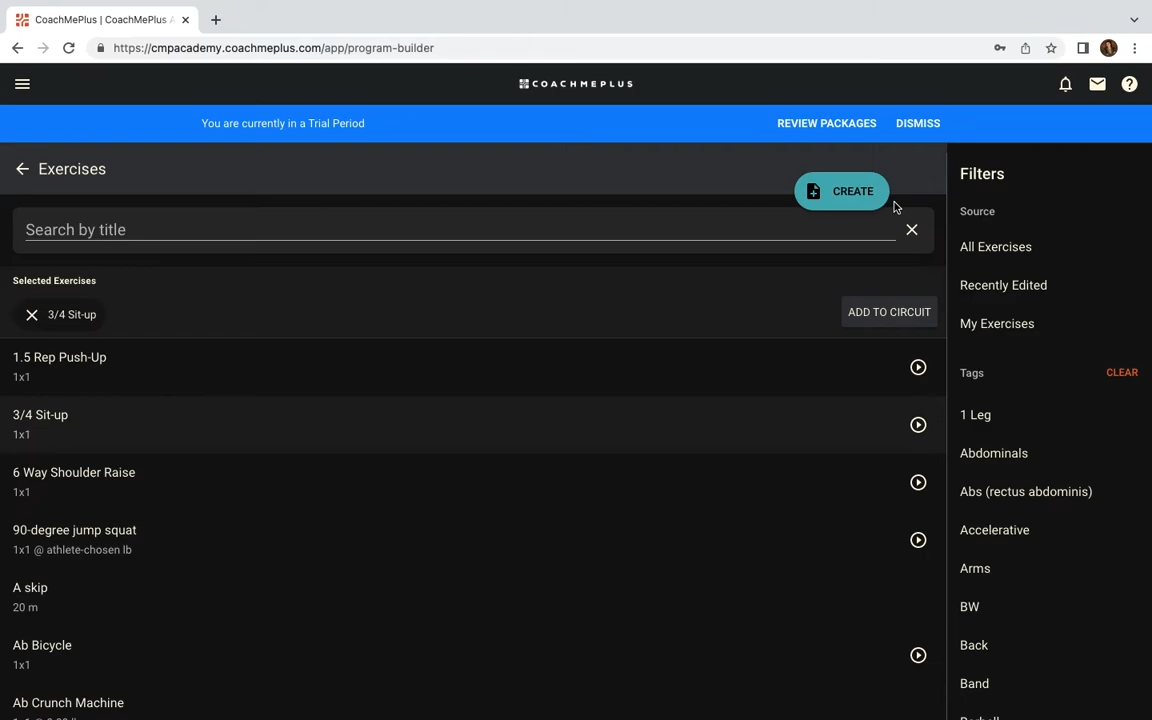 CoachMePlus | CoachMePlus A
https://cmpacademy.coachmeplus.com/app/program-builder
COACHMEPLUS
You are currently in a Trial Period
REVIEW PACKAGES
DISMISS
Exercises
CREATE
Search by title
Selected Exercises
3/4 Sit-up
ADD TO CIRCUIT
1.5 Rep Push-Up
1x1
3/4 Sit-up
1x1
6 Way Shoulder Raise
1x1
90-degree jump squat
1x1 @ athlete-chosen lb
A skip
20 m
Ab Bicycle
1x1
Ab Crunch Machine
Filters
Source
All Exercises
Recently Edited
My Exercises
Tags
CLEAR
1 Leg
Abdominals
Abs (rectus abdominis)
Accelerative
Arms
BW
Back
Band